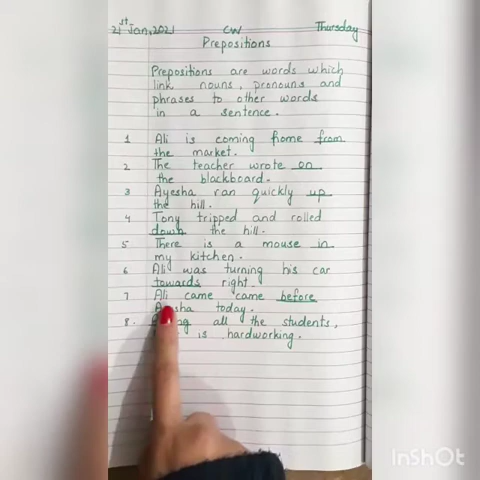 21st Jan, 2021 CW Thursday
Prepositions
Prepositions are words which
link nouns, pronouns and
phrases to other words
in a sentence.
1 Ali is coming home from
the market.
2 The teacher wrote on
the blackboard.
3 Ayesha ran quickly up
the hill.
4 Tony tripped and rolled
down the hill.
5 There is a mouse in
my kitchen.
6 Ali was turning his car
towards right.
7 Ali came came before
today.
8. all the students,
is hardworking.
InShOt